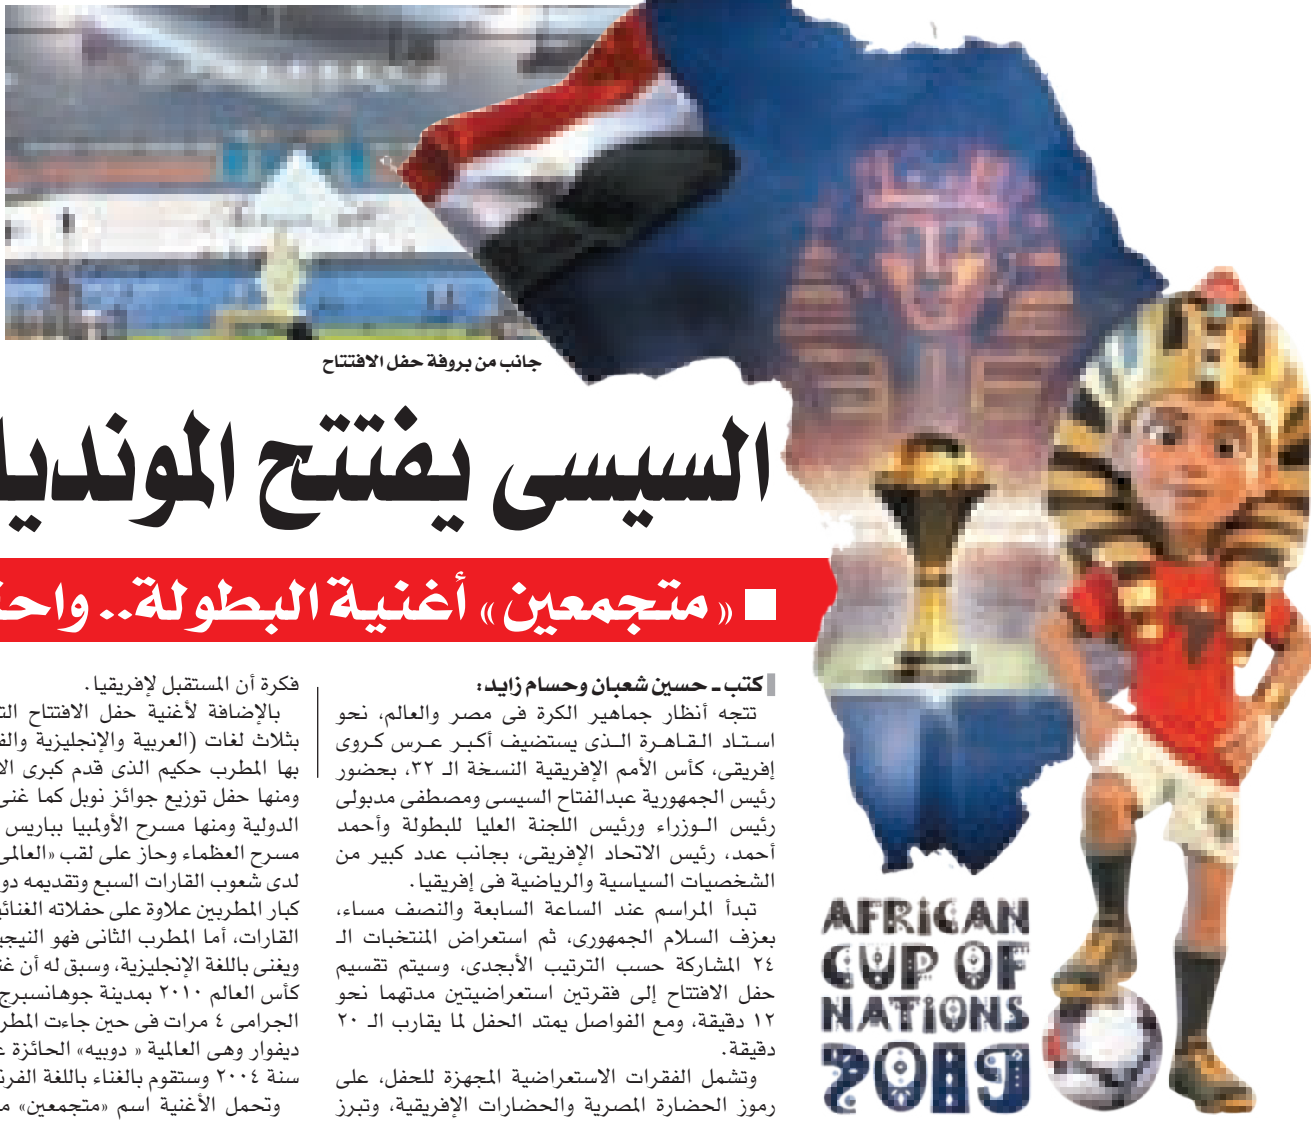 جانب من بروفة حفل الافتتاح
السيسى يفتتح
« متجمعين » أغنية البطولة..
كتب ـ حسين شعبان وحسام زايد:
تتجه أنظار جماهير الكرة فى مصر والعالم، نحو
استاد القاهرة الذى يستضيف أكبر عرس كروى
إفريقى، كأس الأمم الإفريقية النسخة الـ ٣٢، بحضور
رئيس الجمهورية عبدالفتاح السيسى ومصطفى مدبولى
رئيس الوزراء ورئيس اللجنة العليا للبطولة وأحمد
أحمد، رئيس الاتحاد الإفريقى، بجانب عدد كبير من
الشخصيات السياسية والرياضية فى إفريقيا.
تبدأ المراسم عند الساعة السابعة والنصف مساء،
بعزف السلام الجمهورى، ثم استعراض المنتخبات الـ
٢٤ المشاركة حسب الترتيب الأبجدى، وسيتم تقسيم
حفل الافتتاح إلى فقرتين استعراضيتين مدتهما نحو
١٢ دقيقة، ومع الفواصل يمتد الحفل لما يقارب الـ ٢٠
دقيقة.
وتشمل الفقرات الاستعراضية المجهزة للحفل، على
رموز الحضارة المصرية والحضارات الإفريقية، وتبرز
فكرة أن المستقبل لإفريقيا.
بالإضافة لأغنية حفل الافتتاح
بثلاث لغات (العربية والإنجليزية
بها المطرب حكيم الذى قدم كبرى
ومنها حفل توزيع جوائز نوبل كما غنى
الدولية ومنها مسرح الأولمبيا بباريس
مسرح العظماء وحاز على لقب «العالمى
لدى شعوب القارات السبع وتقديمه
كبار المطربين علاوة على حفلاته
القارات، أما المطرب الثانى فهو
ويغنى باللغة الإنجليزية، وسبق له أن
كأس العالم ٢٠١٠ بمدينة جوهانسبرج
الجرامى ٤ مرات فى حين جاءت
ديفوار وهى العالمية « دوبيه» الحائزة
سنة ٢٠٠٤ وستقوم بالغناء باللغة
وتحمل الأغنية اسم «متجمعين»
AFRICAN
CUP OF
NATIONS
2019